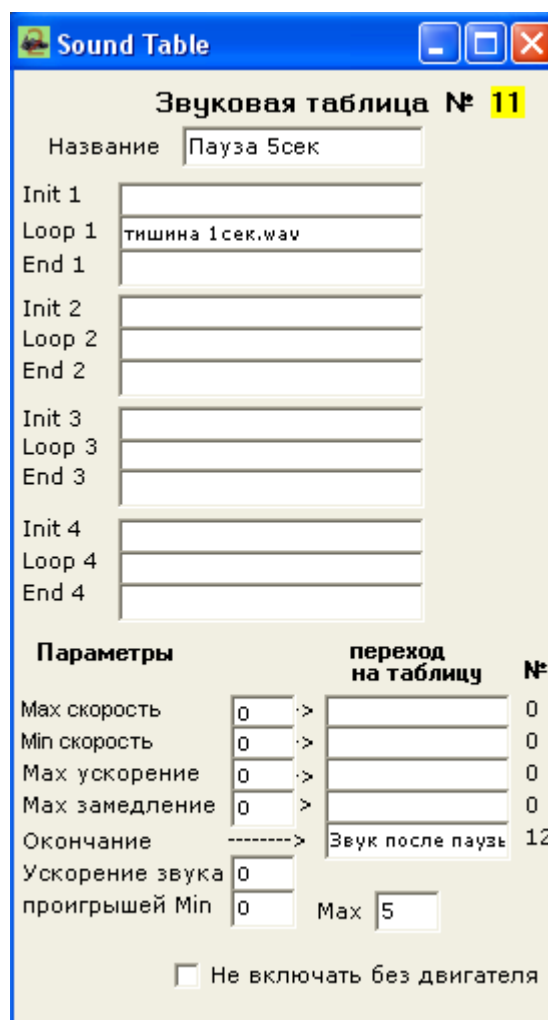 Sound Table
Звуковая таблица № 11
Название Пауза 5сек
Init 1
Loop 1 тишина 1сек.wav
End 1
Init 2
Loop 2
End 2
Init 3
Loop 3
End 3
Init 4
Loop 4
End 4
Параметры переход на таблицу №
Max скорость 0 -> 0
Min скорость 0 -> 0
Max ускорение 0 -> 0
Max замедление 0 > 0
Окончание --------> Звук после паузы 12
Ускорение звука 0
проигрышей Min 0 Max 5
Не включать без двигателя